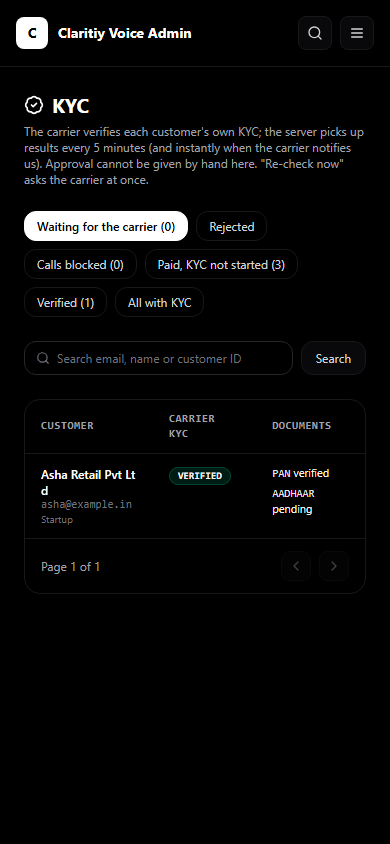 C Claritiy Voice Admin
KYC
The carrier verifies each customer's own KYC; the server picks up
results every 5 minutes (and instantly when the carrier notifies
us). Approval cannot be given by hand here. "Re-check now"
asks the carrier at once.
Waiting for the carrier (0) Rejected
Calls blocked (0) Paid, KYC not started (3)
Verified (1) All with KYC
Search email, name or customer ID Search
CUSTOMER CARRIER KYC DOCUMENTS
Asha Retail Pvt Lt
d
asha@example.in
Startup
VERIFIED
PAN verified
AADHAAR
pending
Page 1 of 1